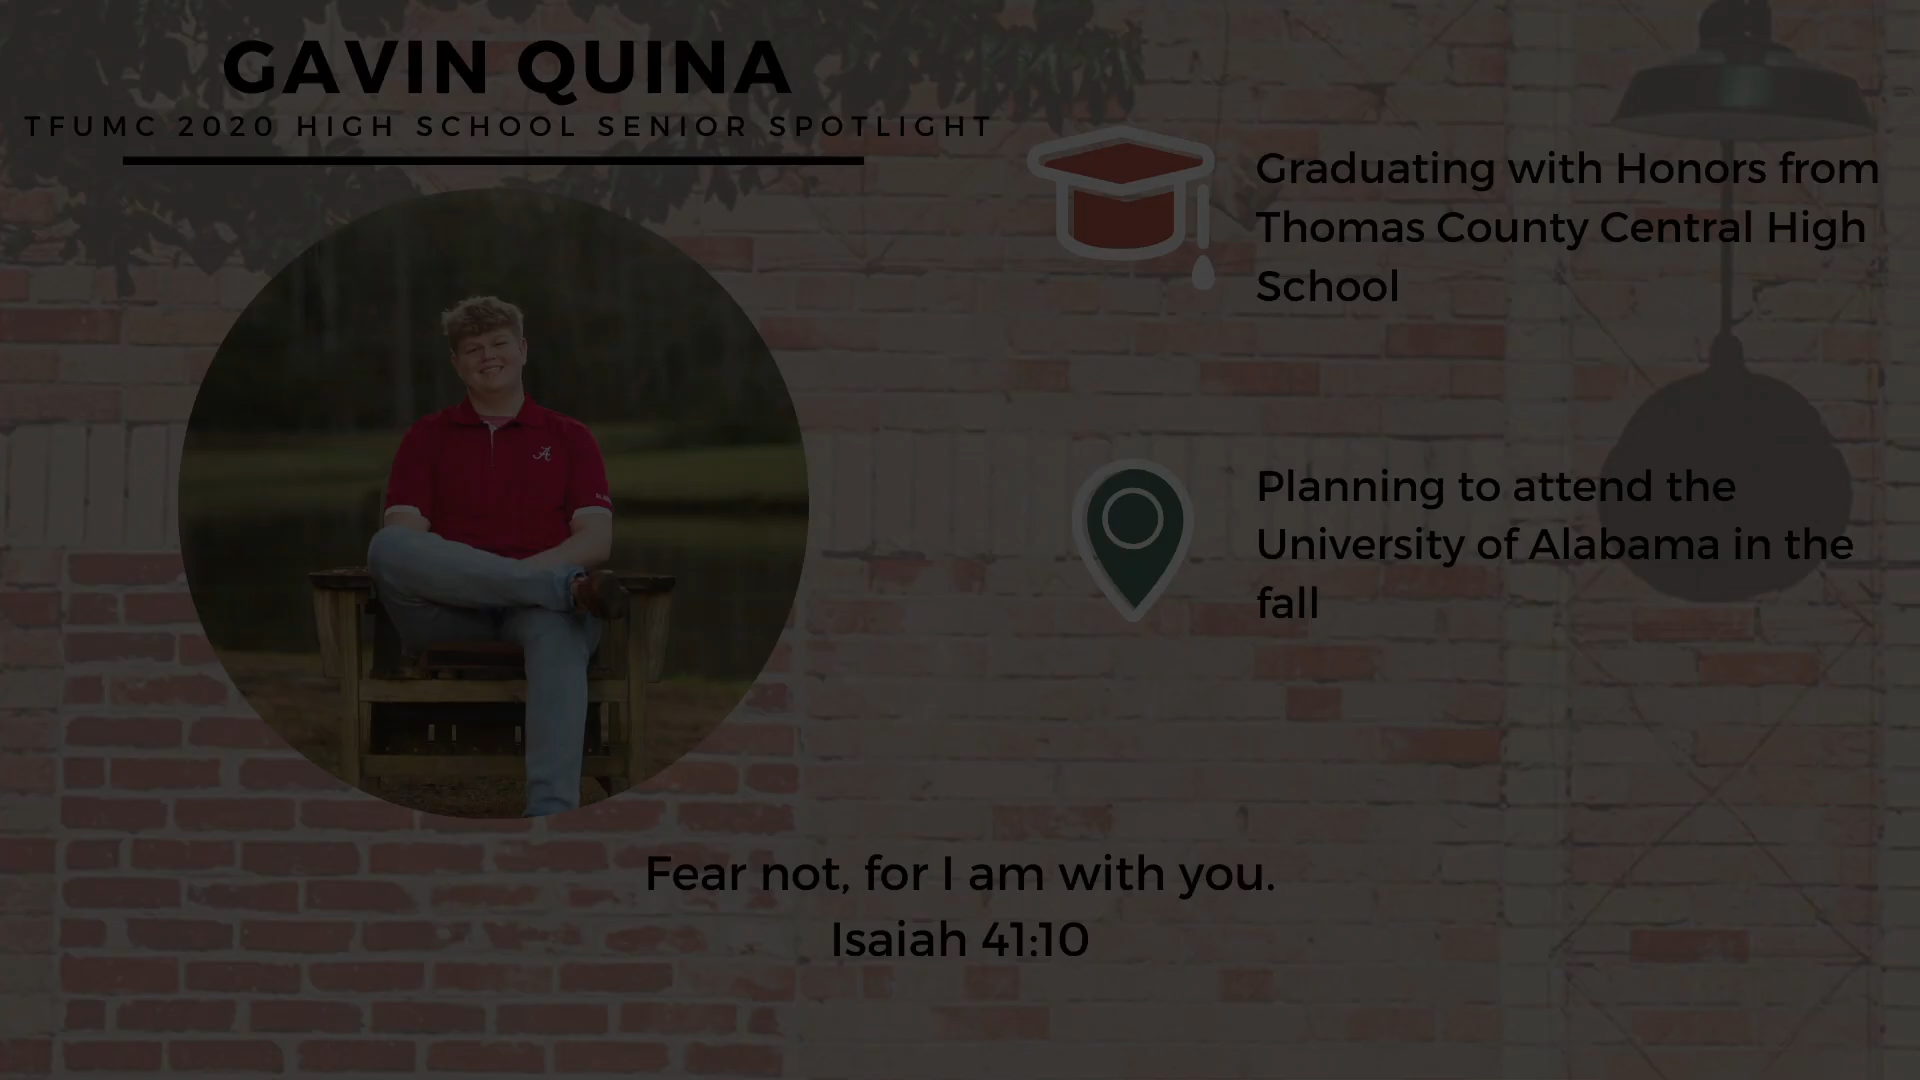 GAVIN QUINA
TFUMC 2020 HIGH SCHOOL SENIOR SPOTLIGHT
Graduating with Honors from
Thomas County Central High
School
Planning to attend the
University of Alabama in the
fall
A
Fear not, for I am with you.
Isaiah 41:10